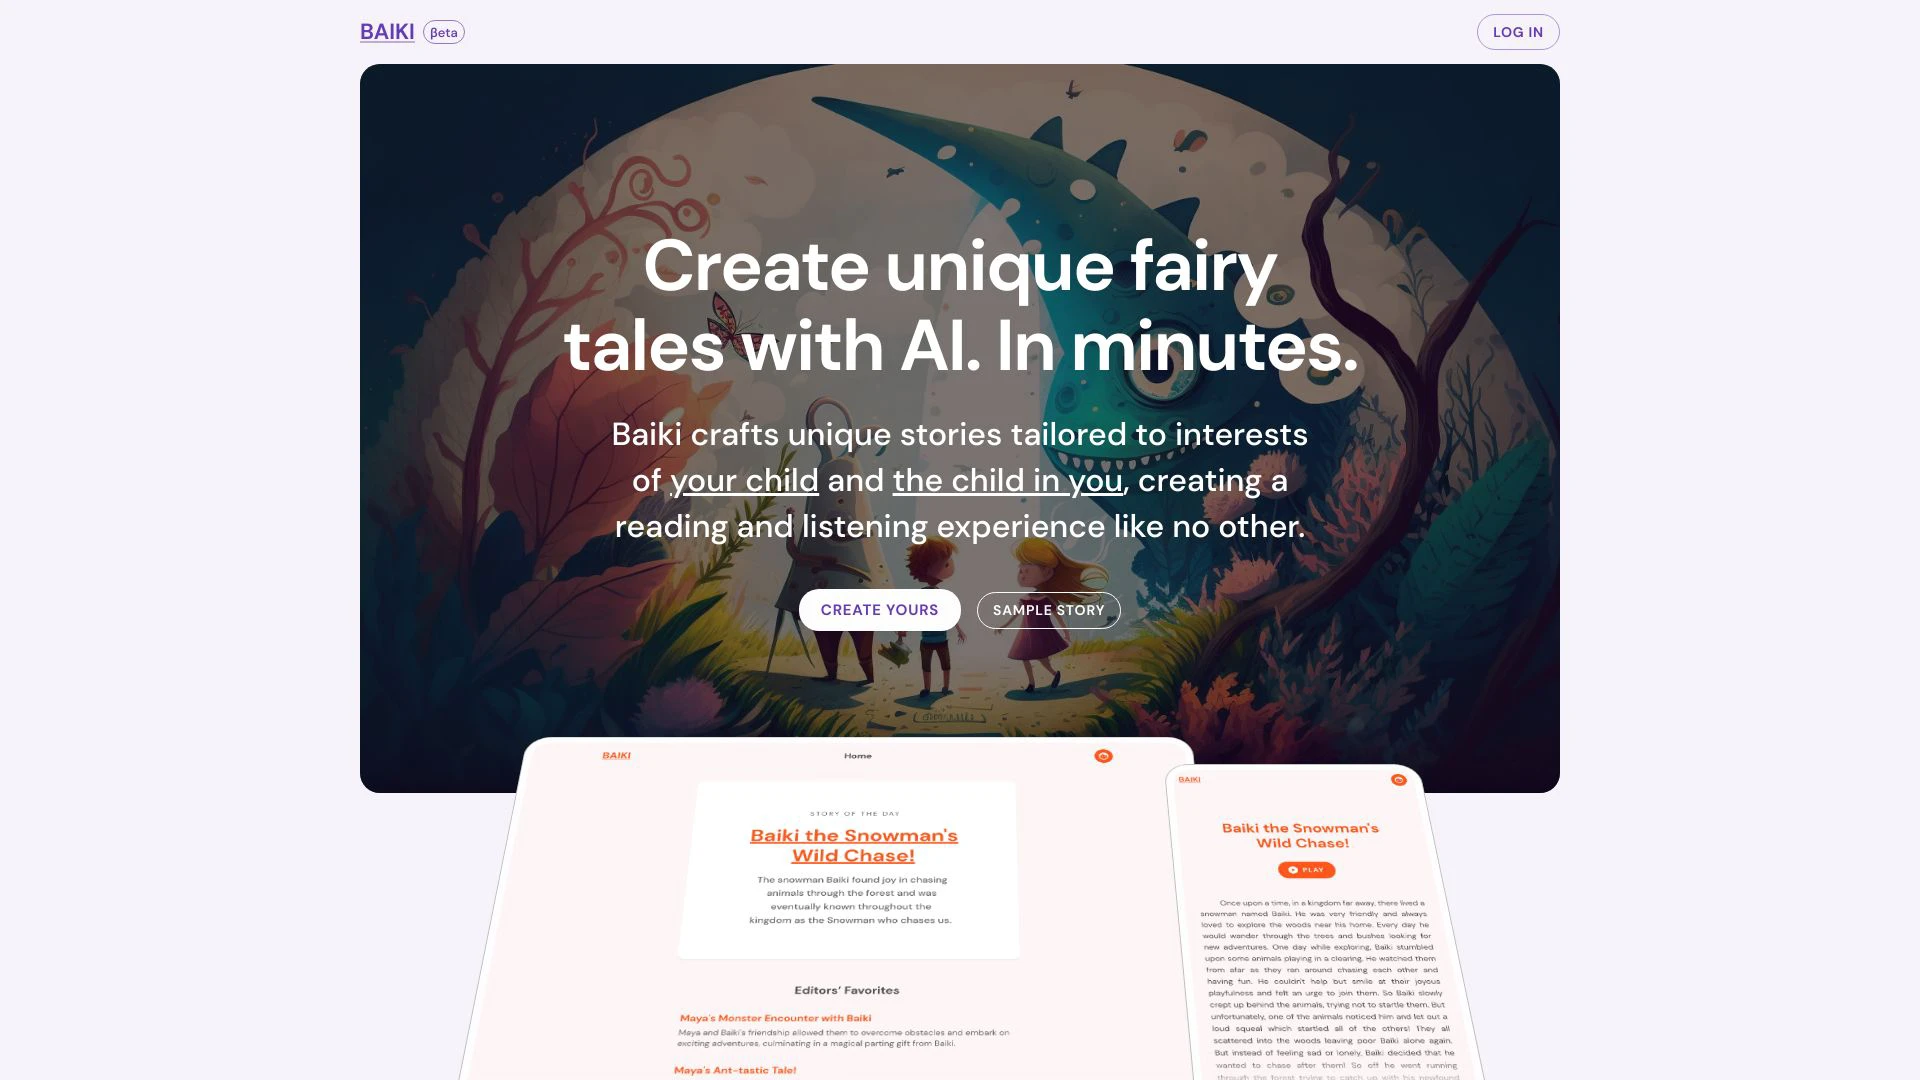 BAIKI βeta
LOG IN
Create unique fairy
tales with AI. In minutes.
Baiki crafts unique stories tailored to interests
of your child and the child in you, creating a
reading and listening experience like no other.
CREATE YOURS
SAMPLE STORY
BAIKI
Home
STORY OF THE DAY
Baiki the Snowman's
Wild Chase!
The snowman Baiki found joy in chasing
animals through the forest and was
eventually known throughout the
kingdom as the Snowman who chases us.
Editors' Favorites
Maya's Monster Encounter with Baiki
Maya and Baiki's friendship allowed them to overcome obstacles and embark on
exciting adventures, culminating in a magical parting gift from Baiki.
Maya's Ant-tastic Tale!
BAIKI
Baiki the Snowman's
Wild Chase!
PLAY
Once upon a time, in a kingdom far away, there lived a
snowman named Baiki. He was very friendly and always
loved to explore the woods near his home. Every day he
would wander through the trees and bushes looking for
new adventures. One day while exploring, Baiki stumbled
upon some animals playing in a clearing. He watched them
from afar as they ran around chasing each other and
having fun. He couldn't help but smile at their joyous
playfulness and felt an urge to join them. So Baiki slowly
crept up behind the animals, trying not to startle them. But
unfortunately, one of the animals noticed him and let out a
loud squeal which startled all of the others! They all
scattered into the woods leaving poor Baiki alone again.
But instead of feeling sad or lonely, Baiki decided that he
wanted to chase after them! So off he went running
through the forest trying to catch up with his newfound